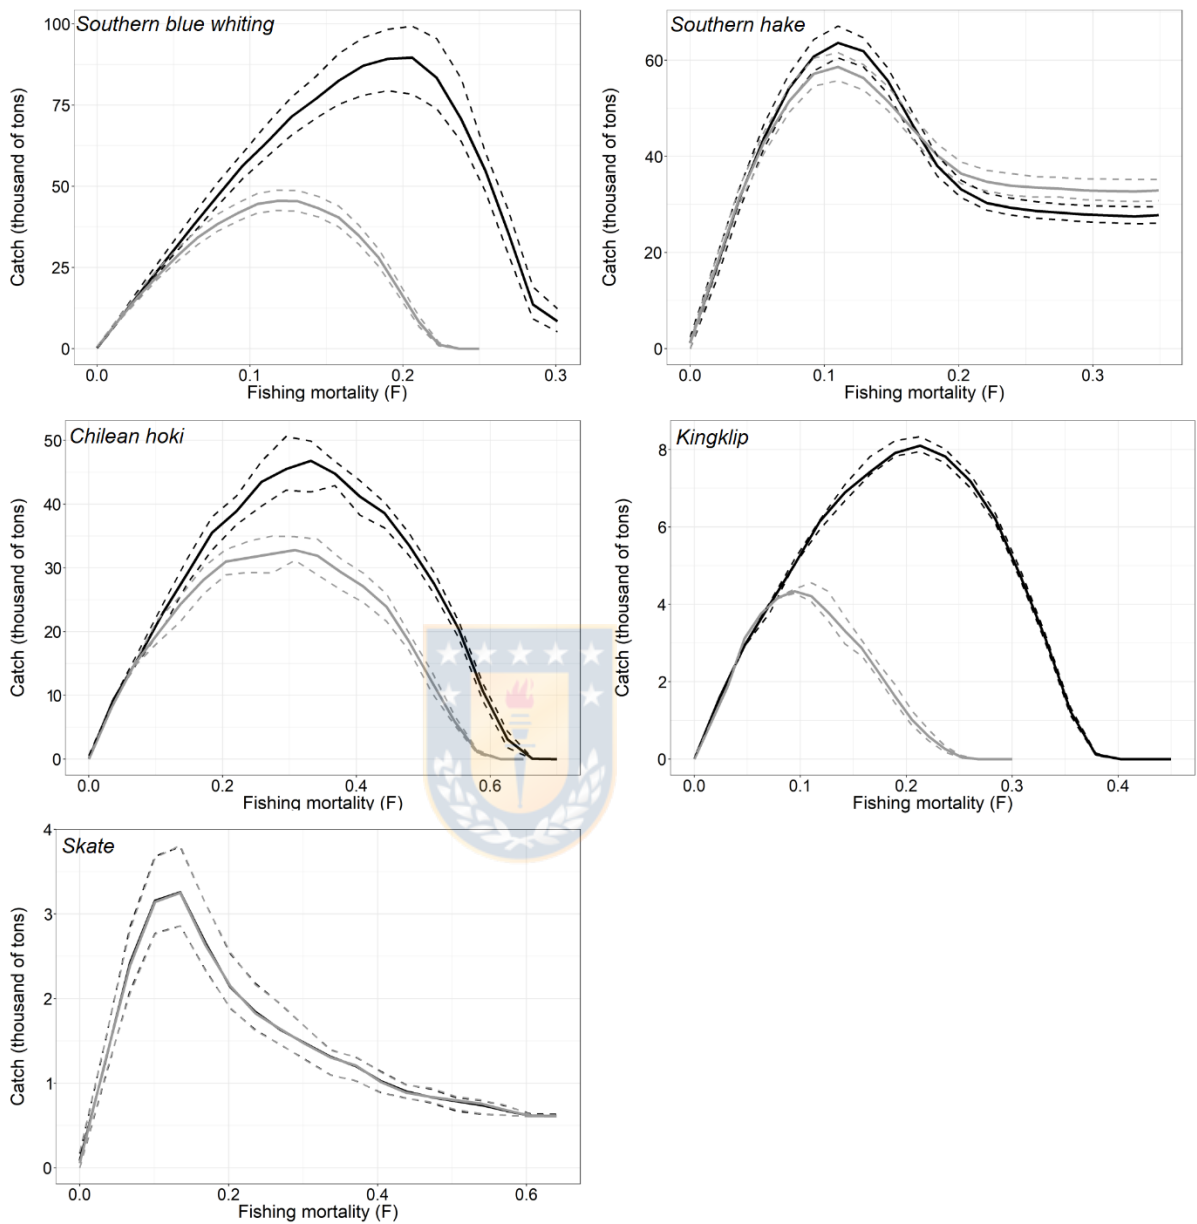 Southern blue whiting
Catch (thousand of tons)
100
75
50
25
0
0.0 0.1 0.2 0.3
Fishing mortality (F)
Southern hake
Catch (thousand of tons)
60
40
20
0
0.0 0.1 0.2 0.3
Fishing mortality (F)
Chilean hoki
Catch (thousand of tons)
50
40
30
20
10
0
0.0 0.2 0.4 0.6
Fishing mortality (F)
Kingklip
Catch (thousand of tons)
8
6
4
2
0
0.0 0.1 0.2 0.3 0.4
Fishing mortality (F)
Skate
Catch (thousand of tons)
4
3
2
1
0
0.0 0.2 0.4 0.6
Fishing mortality (F)